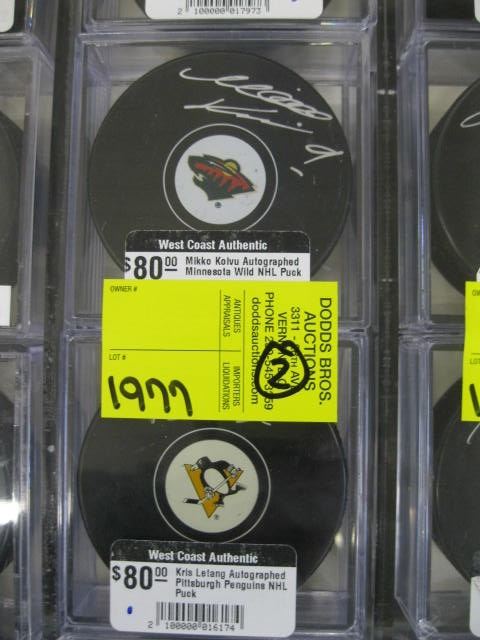 2 100000 017973
West Coast Authentic
$80.00 Mikko Koivu Autographed
Minnesota Wild NHL Puck
OWNER #
LOT #
1977
ANTIQUES
APPRAISALS
IMPORTERS
LIQUIDATIONS
DODDS BROS.
AUCTIONS
3311 -
PHONE
doddsauctions.com
2
West Coast Authentic
$80.00 Kris Letang Autographed
Pittsburgh Penguins NHL
Puck
2 100000 016174